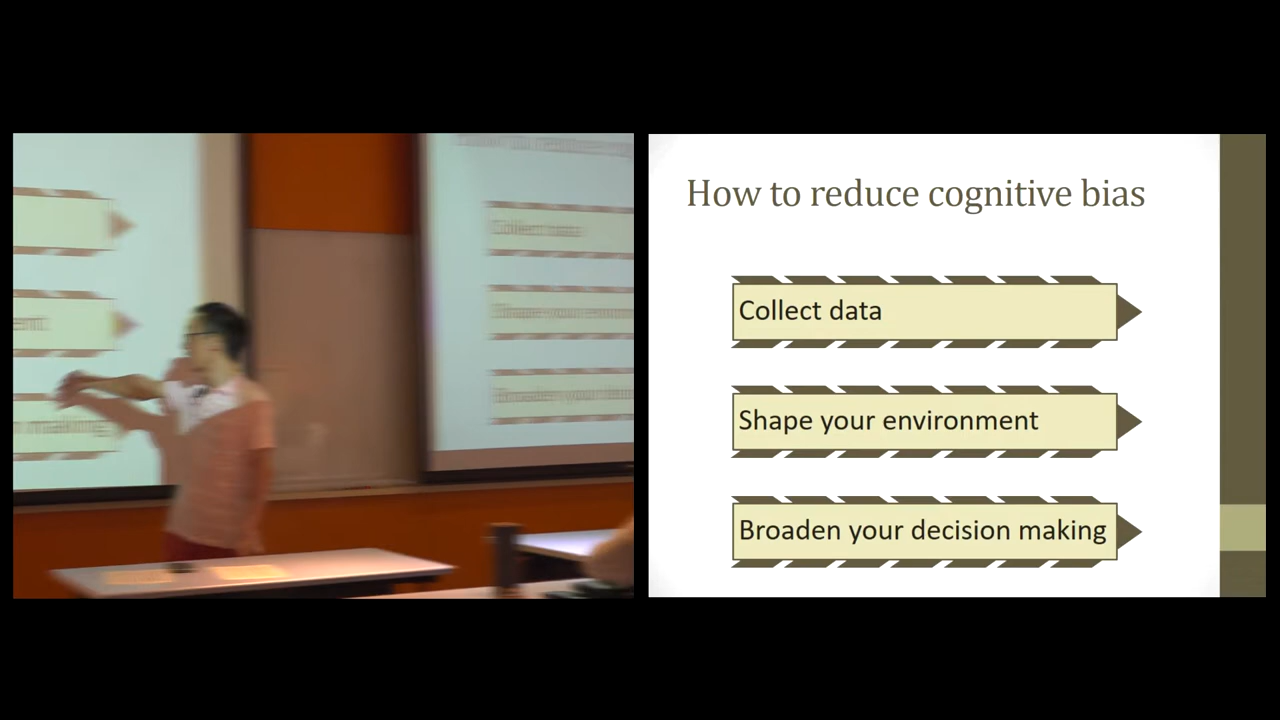 How to reduce cognitive bias
Collect data
Shape your environment
Broaden your decision making